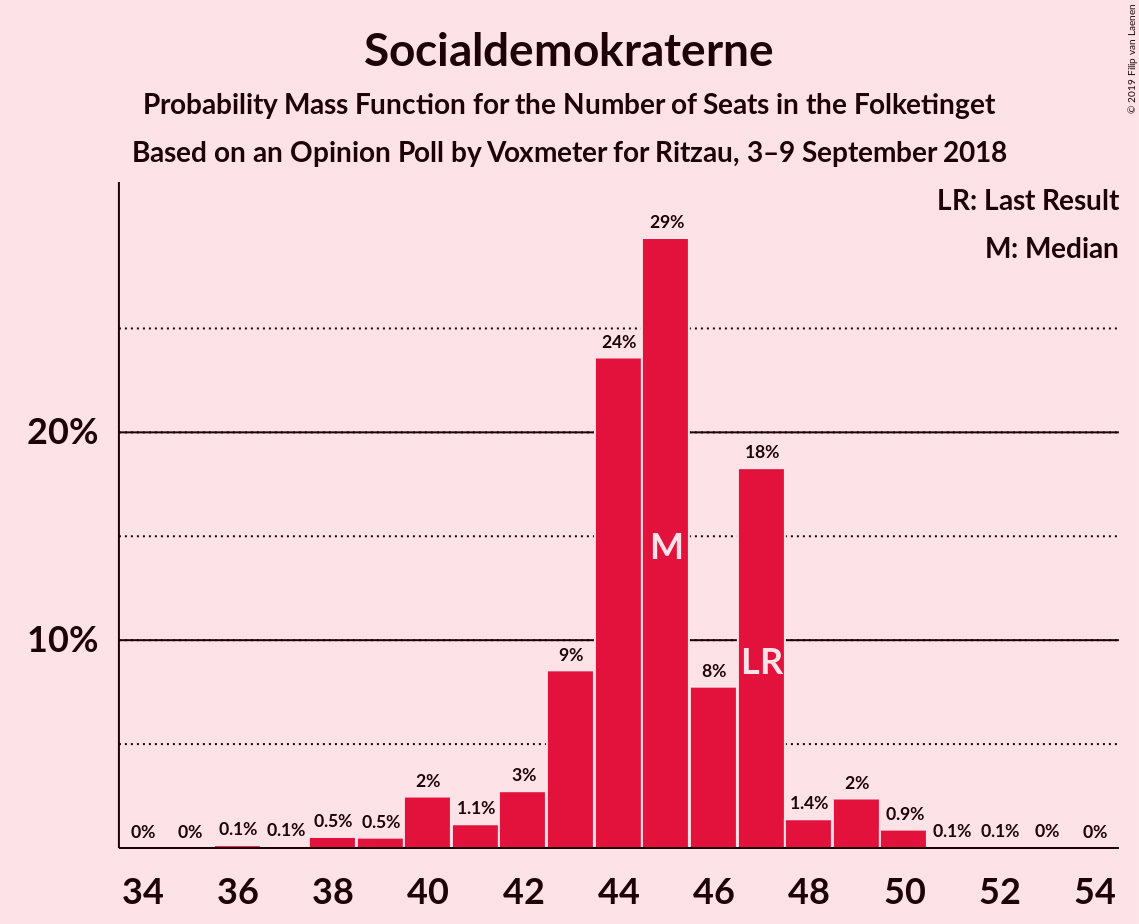 Socialdemokraterne
Probability Mass Function for the Number of Seats in the Folketinget
Based on an Opinion Poll by Voxmeter for Ritzau, 3–9 September 2018
© 2019 Filip van Laenen
LR: Last Result
M: Median
20%
10%
0%
0%
0.1%
0.1%
0.5%
0.5%
2%
1.1%
3%
9%
24%
29%
8%
18%
1.4%
2%
0.9%
0.1%
0.1%
0%
0%
M
LR
34 36 38 40 42 44 46 48 50 52 54